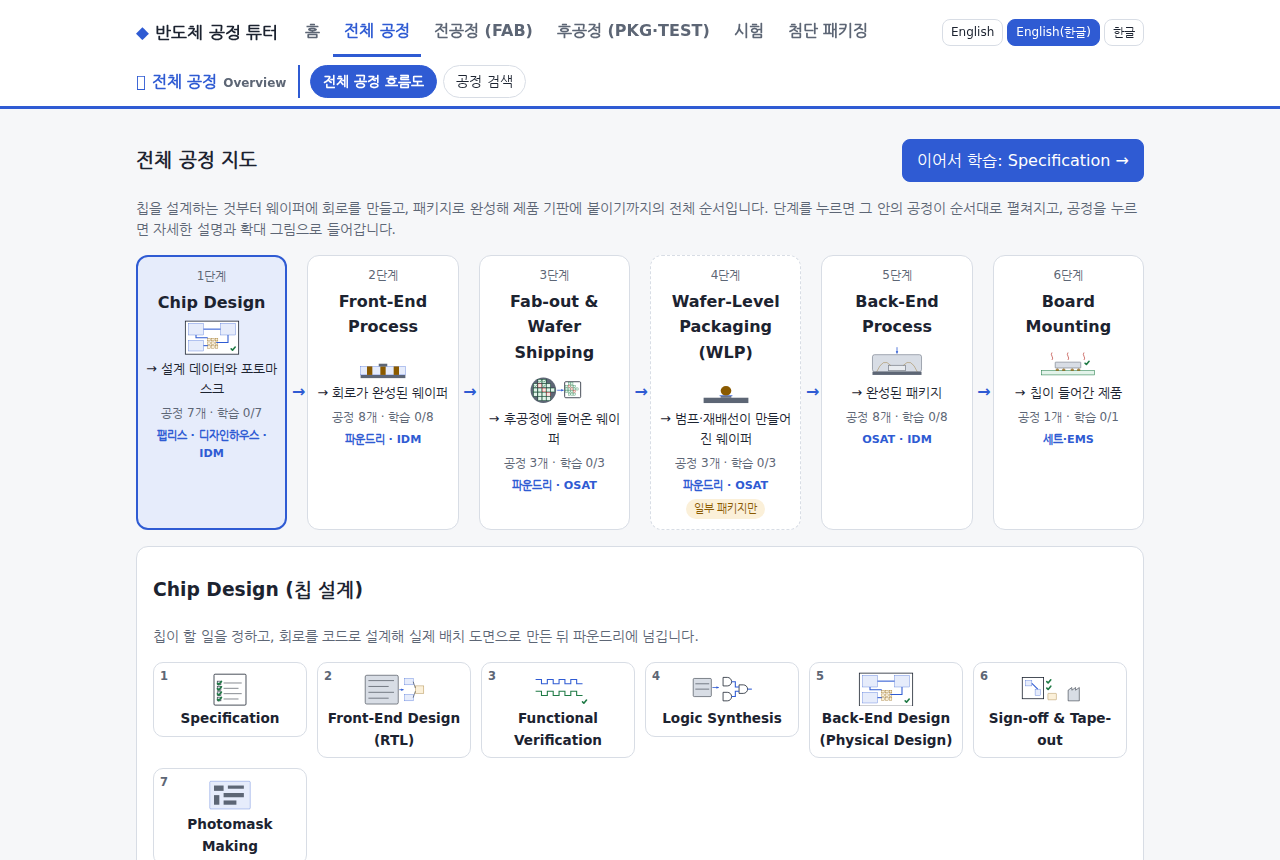 ◆ 반도체 공정 튜터
홈
전체 공정
전공정 (FAB)
후공정 (PKG·TEST)
시험
첨단 패키징
English
English(한글)
한글
전체 공정 Overview
전체 공정 흐름도
공정 검색
전체 공정 지도
이어서 학습: Specification →
칩을 설계하는 것부터 웨이퍼에 회로를 만들고, 패키지로 완성해 제품 기판에 붙이기까지의 전체 순서입니다. 단계를 누르면 그 안의 공정이 순서대로 펼쳐지고, 공정을 누르
면 자세한 설명과 확대 그림으로 들어갑니다.
1단계
Chip Design
→ 설계 데이터와 포토마
스크
공정 7개 · 학습 0/7
팹리스 · 디자인하우스 ·
IDM
→
2단계
Front-End
Process
→ 회로가 완성된 웨이퍼
공정 8개 · 학습 0/8
파운드리 · IDM
→
3단계
Fab-out &
Wafer
Shipping
→ 후공정에 들어온 웨이
퍼
공정 3개 · 학습 0/3
파운드리 · OSAT
→
4단계
Wafer-Level
Packaging
(WLP)
→ 범프·재배선이 만들어
진 웨이퍼
공정 3개 · 학습 0/3
파운드리 · OSAT
일부 패키지만
→
5단계
Back-End
Process
→ 완성된 패키지
공정 8개 · 학습 0/8
OSAT · IDM
→
6단계
Board
Mounting
→ 칩이 들어간 제품
공정 1개 · 학습 0/1
세트·EMS
Chip Design (칩 설계)
칩이 할 일을 정하고, 회로를 코드로 설계해 실제 배치 도면으로 만든 뒤 파운드리에 넘깁니다.
1
Specification
2
Front-End Design
(RTL)
3
Functional
Verification
4
Logic Synthesis
5
Back-End Design
(Physical Design)
6
Sign-off & Tape-
out
7
Photomask
Making